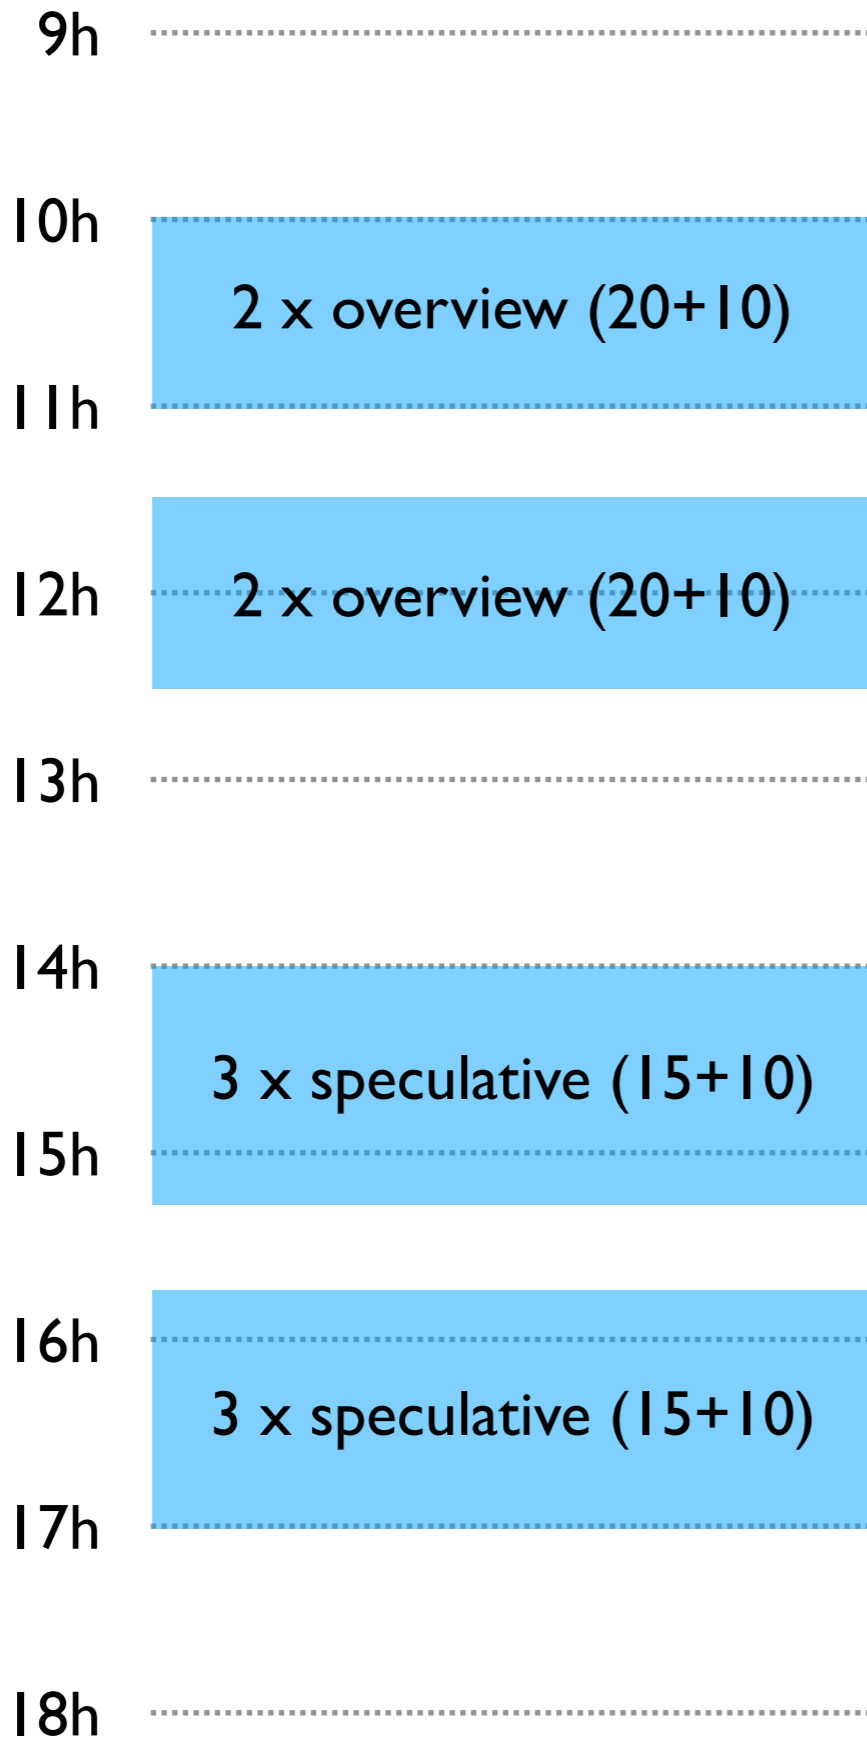 9h
10h
2 x overview (20+10)
11h
12h
2 x overview (20+10)
13h
14h
3 x speculative (15+10)
15h
16h
3 x speculative (15+10)
17h
18h